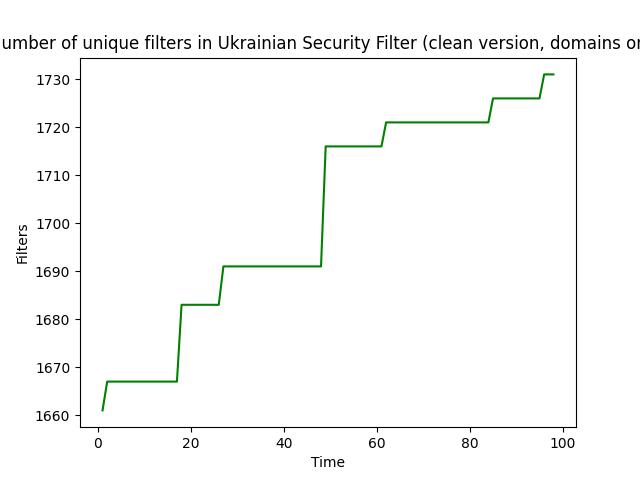 umber of unique filters in Ukrainian Security Filter (clean version, domains or
1730
1720
1710
1700
1690
1680
1670
1660
Filters
0 20 40 60 80 100
Time